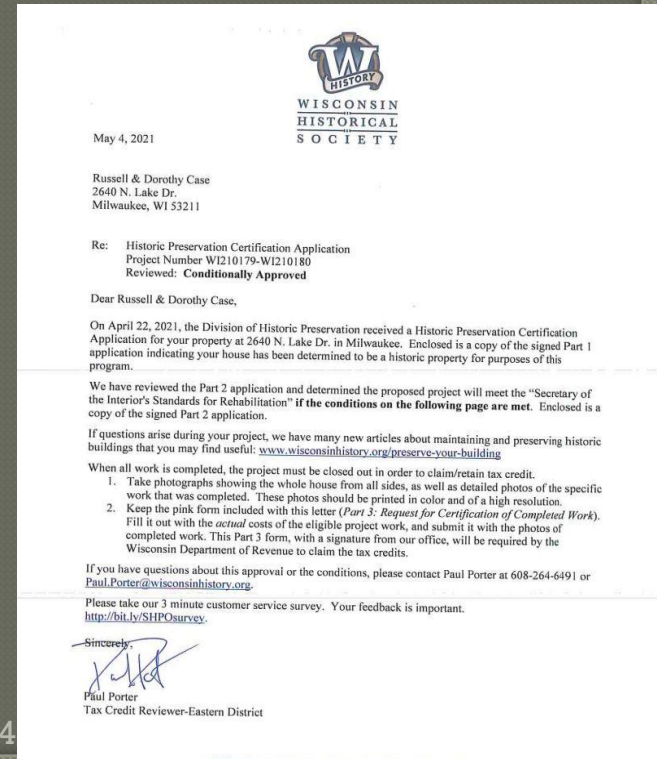 W
HISTORY
WISCONSIN
HISTORICAL
SOCIETY
May 4, 2021
Russell & Dorothy Case
2640 N. Lake Dr.
Milwaukee, WI 53211
Re: Historic Preservation Certification Application
Project Number WI210179-WI210180
Reviewed: Conditionally Approved
Dear Russell & Dorothy Case,
On April 22, 2021, the Division of Historic Preservation received a Historic Preservation Certification
Application for your property at 2640 N. Lake Dr. in Milwaukee. Enclosed is a copy of the signed Part 1
application indicating your house has been determined to be a historic property for purposes of this
program.
We have reviewed the Part 2 application and determined the proposed project will meet the “Secretary of
the Interior's Standards for Rehabilitation” if the conditions on the following page are met. Enclosed is a
copy of the signed Part 2 application.
If questions arise during your project, we have many new articles about maintaining and preserving historic
buildings that you may find useful: www.wisconsinhistory.org/preserve-your-building
When all work is completed, the project must be closed out in order to claim/retain tax credit.
1. Take photographs showing the whole house from all sides, as well as detailed photos of the specific
work that was completed. These photos should be printed in color and of a high resolution.
2. Keep the pink form included with this letter (Part 3: Request for Certification of Completed Work).
Fill it out with the actual costs of the eligible project work, and submit it with the photos of
completed work. This Part 3 form, with a signature from our office, will be required by the
Wisconsin Department of Revenue to claim the tax credits.
If you have questions about this approval or the conditions, please contact Paul Porter at 608-264-6491 or
Paul.Porter@wisconsinhistory.org.
Please take our 3 minute customer service survey. Your feedback is important.
http://bit.ly/SHPOsurvey.
Sincerely,
Paul Porter
Tax Credit Reviewer-Eastern District
4